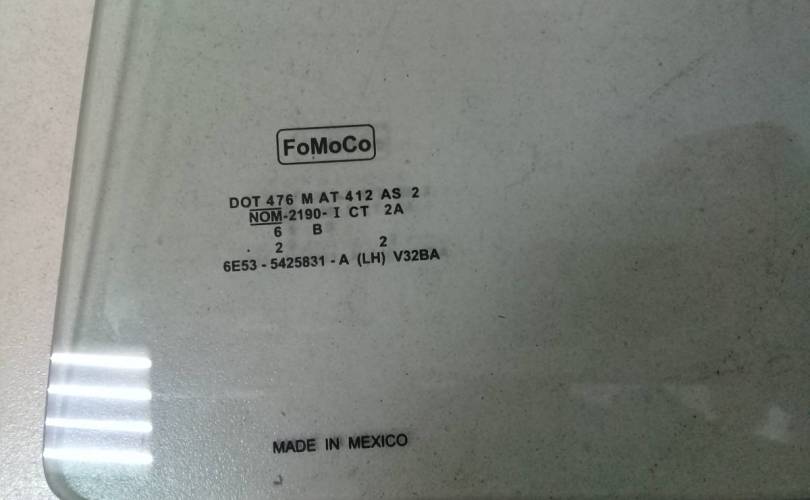 FoMoCo
DOT 476 M AT 412 AS 2
NOM-2190- I CT 2A
6 B
2 2
6E53 - 5425831 - A (LH) V32BA
MADE IN MEXICO